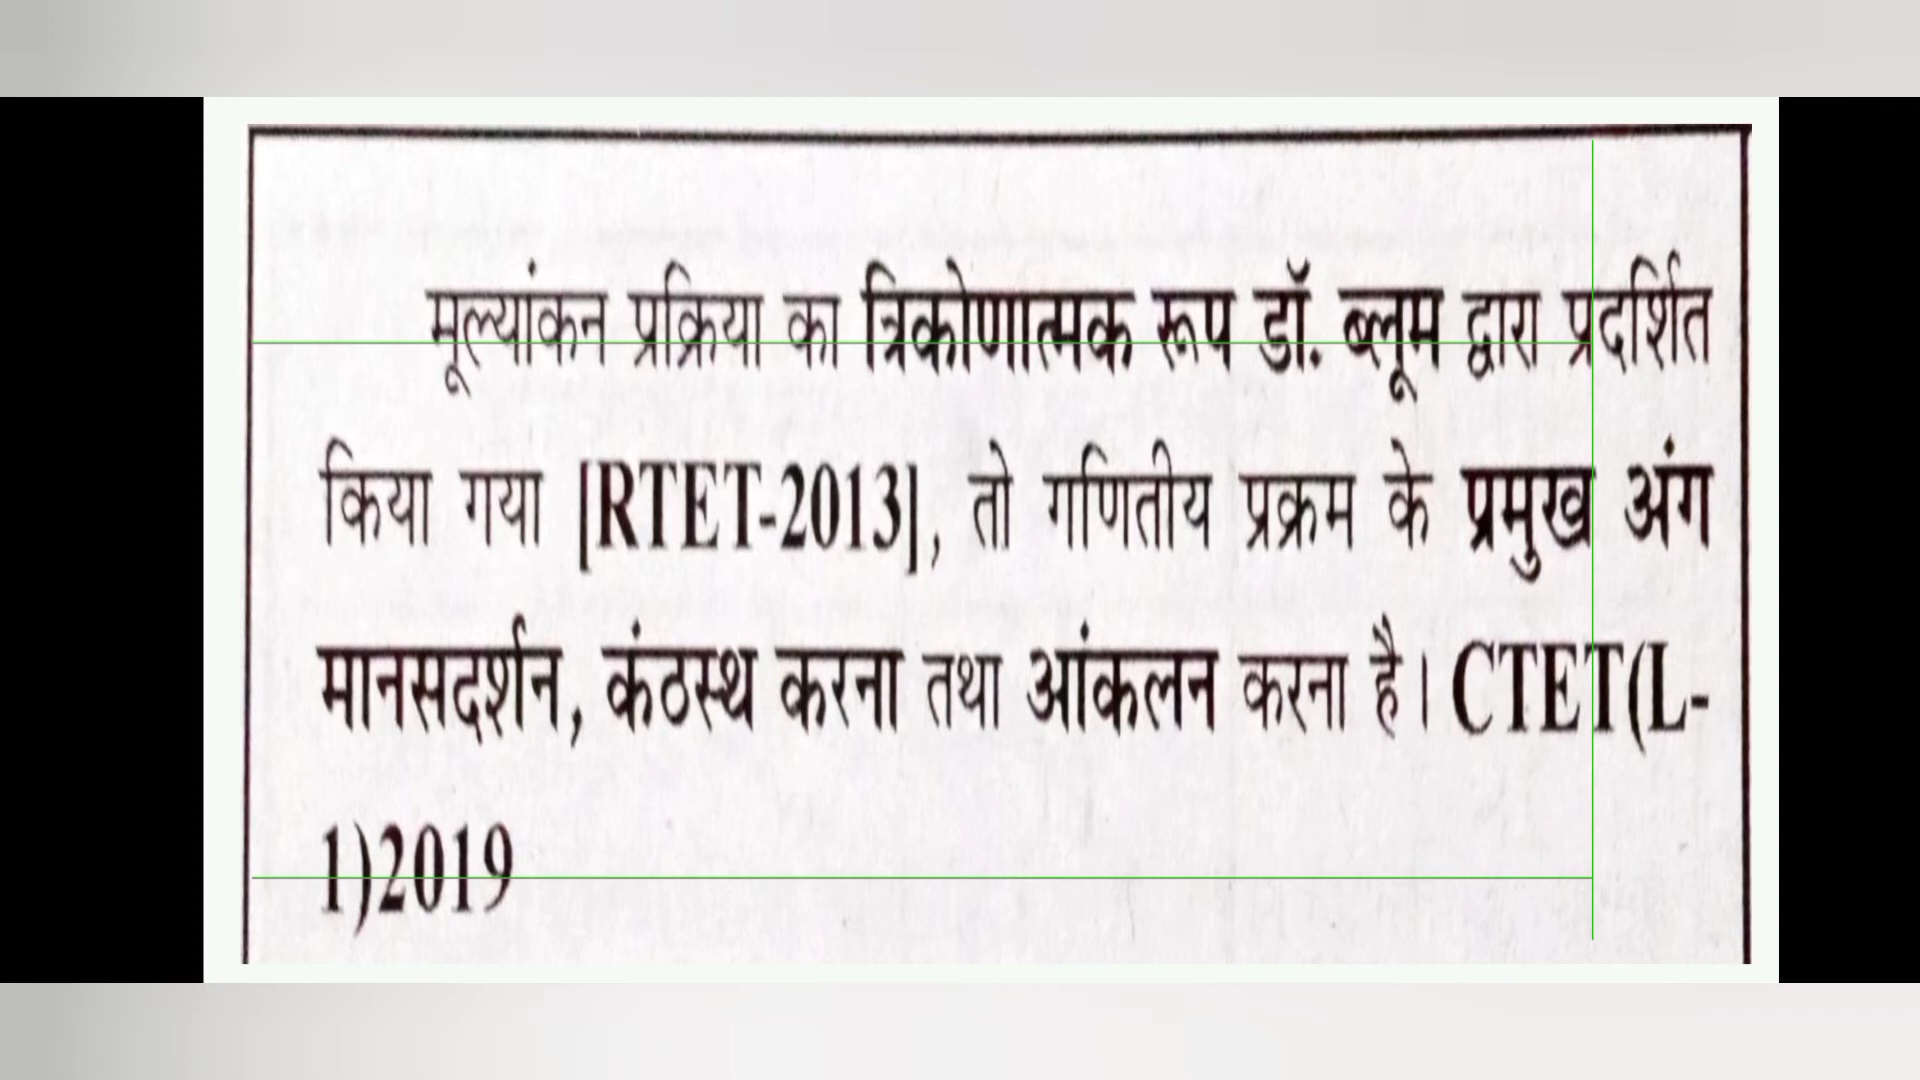 मूल्यांकन प्रक्रिया का त्रिकोणात्मक रूप डॉ. ब्लूम द्वारा प्रदर्शित
किया गया [RTET-2013], तो गणितीय प्रक्रम के प्रमुख अंग
मानसदर्शन, कंठस्थ करना तथा आंकलन करना है। CTET(L-
1)2019